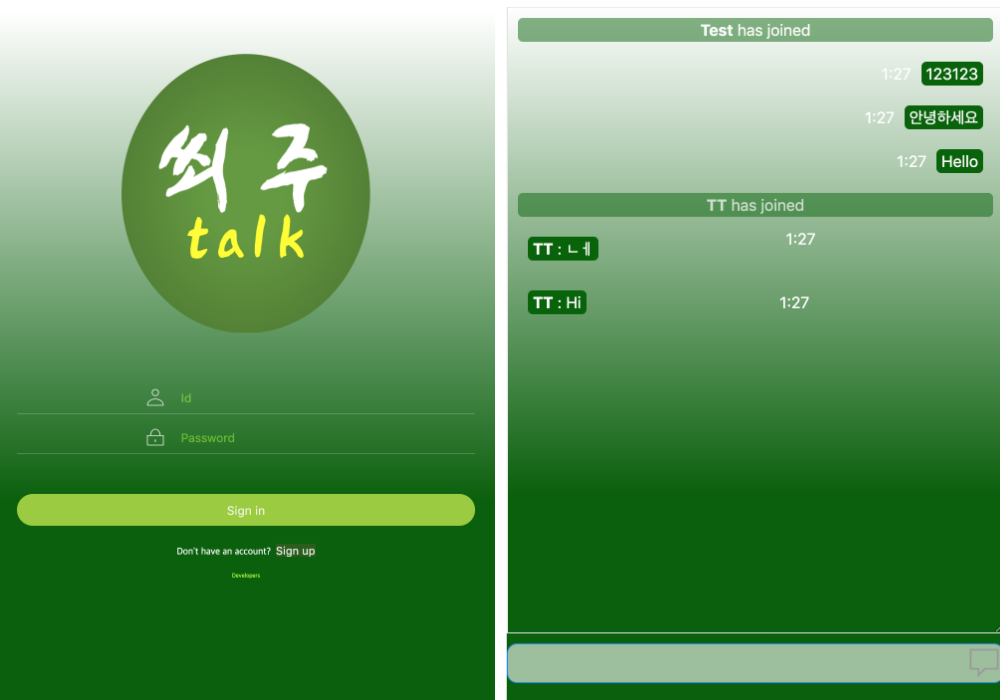 쐬 주
talk
Id
Password
Sign in
Don't have an account? Sign up
Developers
Test has joined
1:27 123123
1:27 안녕하세요
1:27 Hello
TT has joined
TT : ㄴㅔ 1:27
TT : Hi 1:27